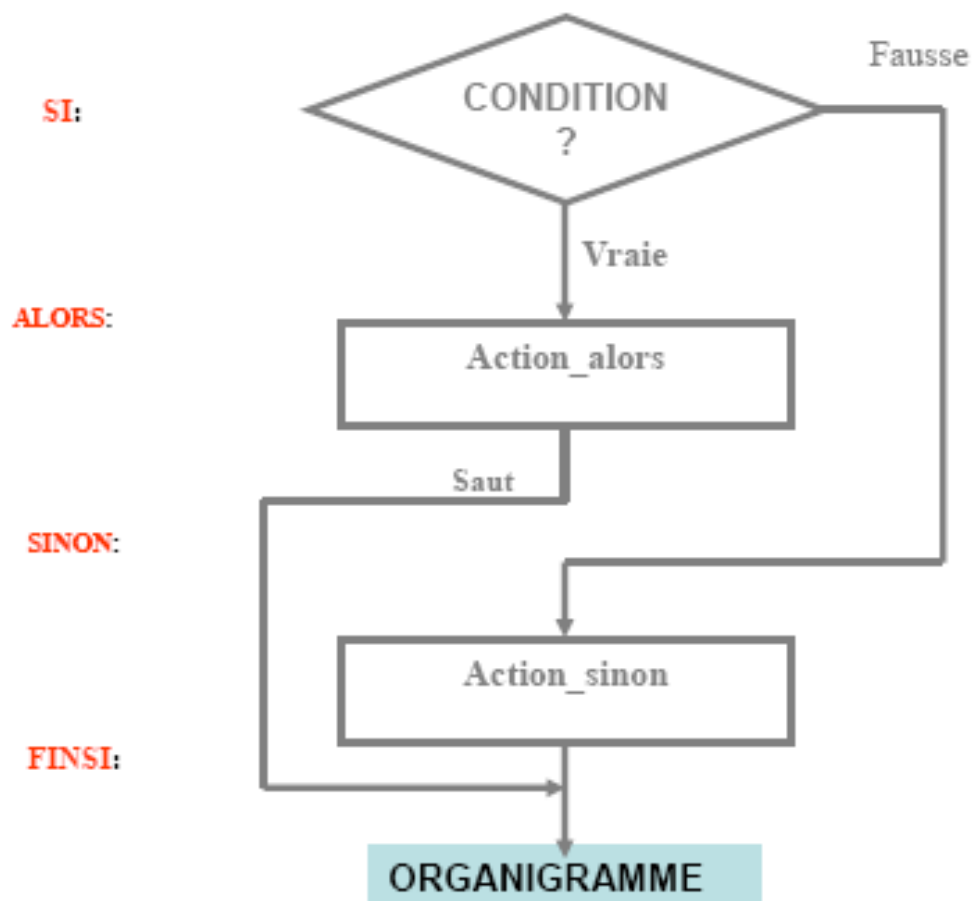 Fausse
SI:
CONDITION
?
Vraie
ALORS:
Action_alors
Saut
SINON:
Action_sinon
FINSI:
ORGANIGRAMME